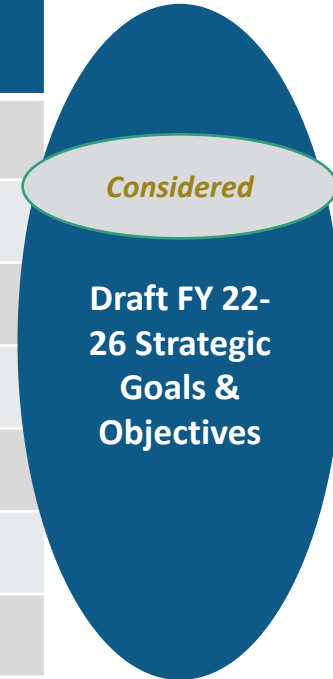 Considered
Draft FY 22-
26 Strategic
Goals &
Objectives